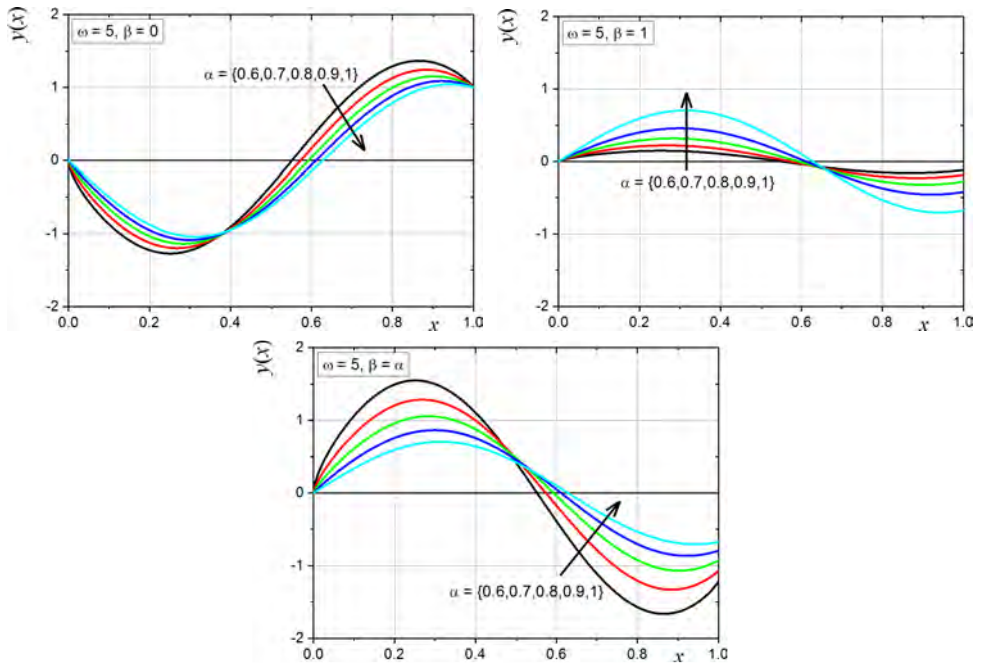 y(x)
2
1
0
-1
-2
ω = 5, β = 0
α = {0.6,0.7,0.8,0.9,1}
0.0 0.2 0.4 0.6 0.8 1.0
x
y(x)
2
1
0
-1
-2
ω = 5, β = 1
α = {0.6,0.7,0.8,0.9,1}
0.0 0.2 0.4 0.6 0.8 1.0
x
y(x)
2
1
0
-1
-2
ω = 5, β = α
α = {0.6,0.7,0.8,0.9,1}
0.0 0.2 0.4 0.6 0.8 1.0
x